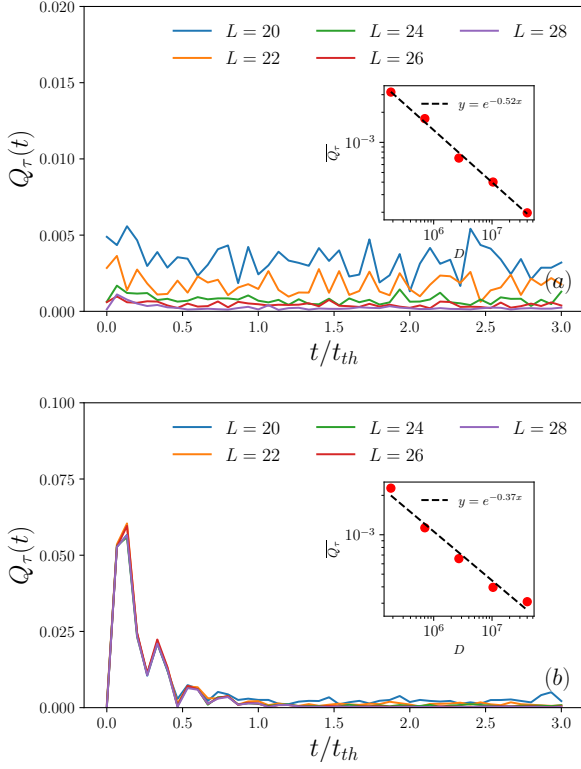 0.020
L = 20 L = 24 L = 28
L = 22 L = 26
0.015
y = e^{-0.52x}
Q_τ(t)
0.010
10^{-3}
\overline{Q_τ}
10^6 10^7
D
0.005
(a)
0.000
0.0 0.5 1.0 1.5 2.0 2.5 3.0
t/t_{th}
0.100
L = 20 L = 24 L = 28
L = 22 L = 26
0.075
y = e^{-0.37x}
Q_τ(t)
0.050
10^{-3}
\overline{Q_τ}
10^6 10^7
D
0.025
(b)
0.000
0.0 0.5 1.0 1.5 2.0 2.5 3.0
t/t_{th}